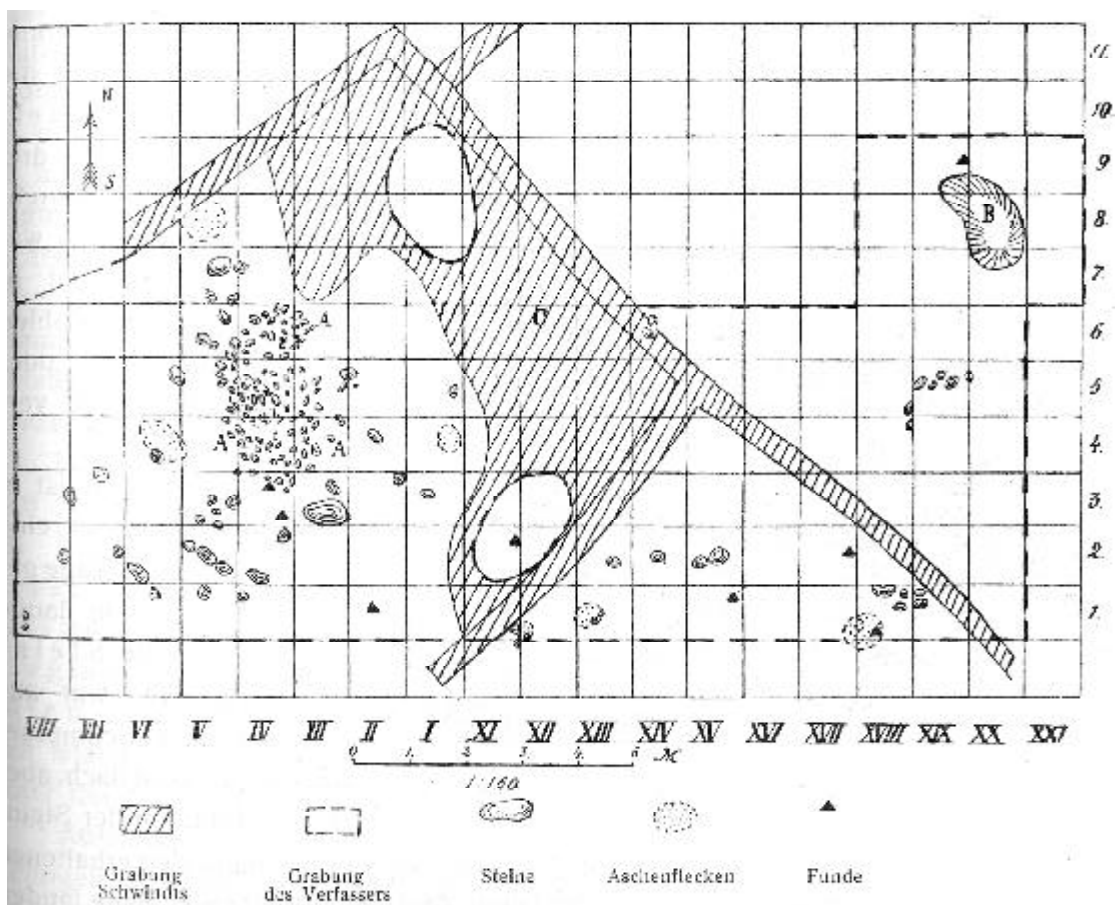 11.
10.
N
9
S
B
8.
7.
A
C
6.
5.
A
A
4.
3.
2.
1.
VIII VII VI V IV III II I XI XII XIII XIV XV XVI XVII XVIII XIX XX XXI
0 1 2 3 4 5 M
1:160
Grabung
Schwindts
Grabung
des Verfassers
Steine
Aschenflecken
Funde